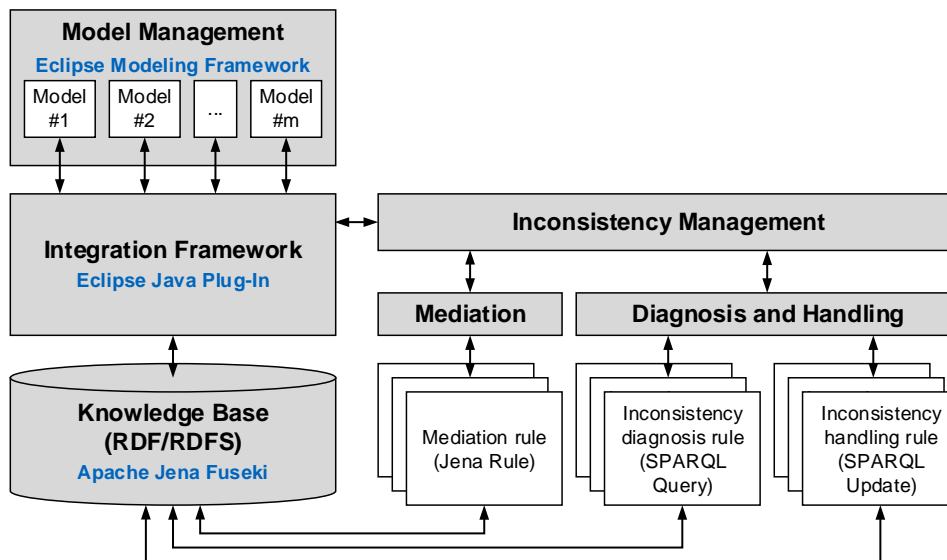 Model Management
Eclipse Modeling Framework
Model
#1
Model
#2
...
Model
#m
Integration Framework
Eclipse Java Plug-In
Inconsistency Management
Mediation
Diagnosis and Handling
Knowledge Base
(RDF/RDFS)
Apache Jena Fuseki
Mediation rule
(Jena Rule)
Inconsistency
diagnosis rule
(SPARQL
Query)
Inconsistency
handling rule
(SPARQL
Update)